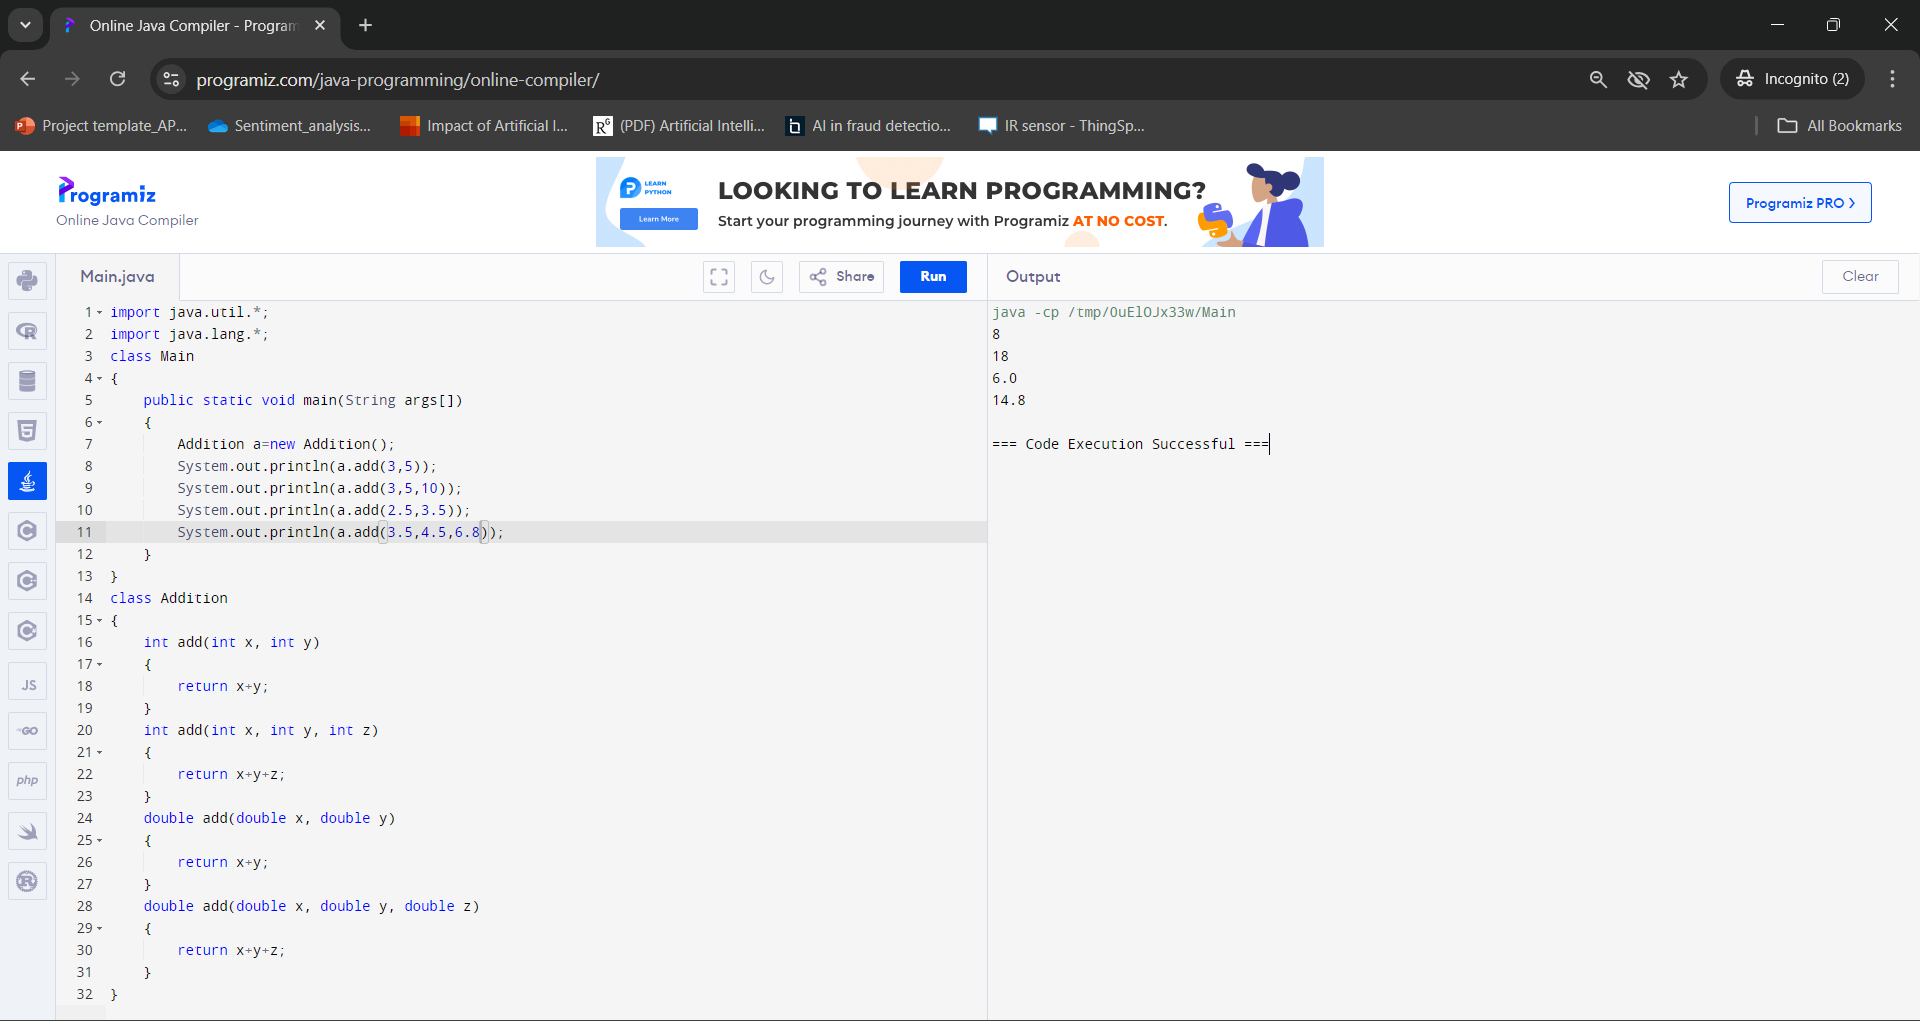 Online Java Compiler - Program
programiz.com/java-programming/online-compiler/
Incognito (2)
Project template_AP...
Sentiment_analysis...
Impact of Artificial I...
(PDF) Artificial Intelli...
AI in fraud detectio...
IR sensor - ThingSp...
All Bookmarks
Programiz
Online Java Compiler
LEARN PYTHON
Learn More
LOOKING TO LEARN PROGRAMMING?
Start your programming journey with Programiz AT NO COST.
Programiz PRO >
Main.java
Share
Run
Output
Clear
1 import java.util.*;
2 import java.lang.*;
3 class Main
4 {
5     public static void main(String args[])
6     {
7         Addition a=new Addition();
8         System.out.println(a.add(3,5));
9         System.out.println(a.add(3,5,10));
10         System.out.println(a.add(2.5,3.5));
11         System.out.println(a.add(3.5,4.5,6.8));
12     }
13 }
14 class Addition
15 {
16     int add(int x, int y)
17     {
18         return x+y;
19     }
20     int add(int x, int y, int z)
21     {
22         return x+y+z;
23     }
24     double add(double x, double y)
25     {
26         return x+y;
27     }
28     double add(double x, double y, double z)
29     {
30         return x+y+z;
31     }
32 }
java -cp /tmp/OuElOJx33w/Main
8
18
6.0
14.8
=== Code Execution Successful ===
JS
GO
php